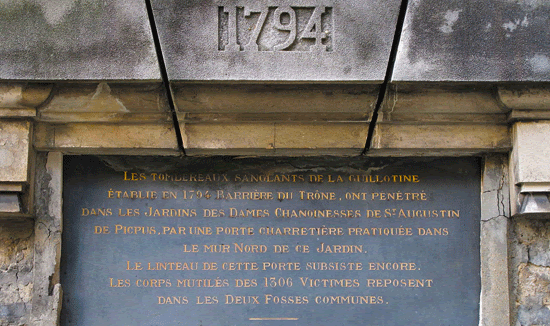 1794
LES TOMBEREAUX SANGLANTS DE LA GUILLOTINE
ÉTABLIE EN 1794 BARRIÈRE DU TRÔNE, ONT PENÉTRÉ
DANS LES JARDINS DES DAMES CHANOINESSES DE ST AUGUSTIN
DE PICPUS, PAR UNE PORTE CHARRETIÈRE PRATIQUÉE DANS
LE MUR NORD DE CE JARDIN.
LE LINTEAU DE CETTE PORTE SUBSISTE ENCORE.
LES CORPS MUTILÉS DES 1306 VICTIMES REPOSENT
DANS LES DEUX FOSSES COMMUNES.